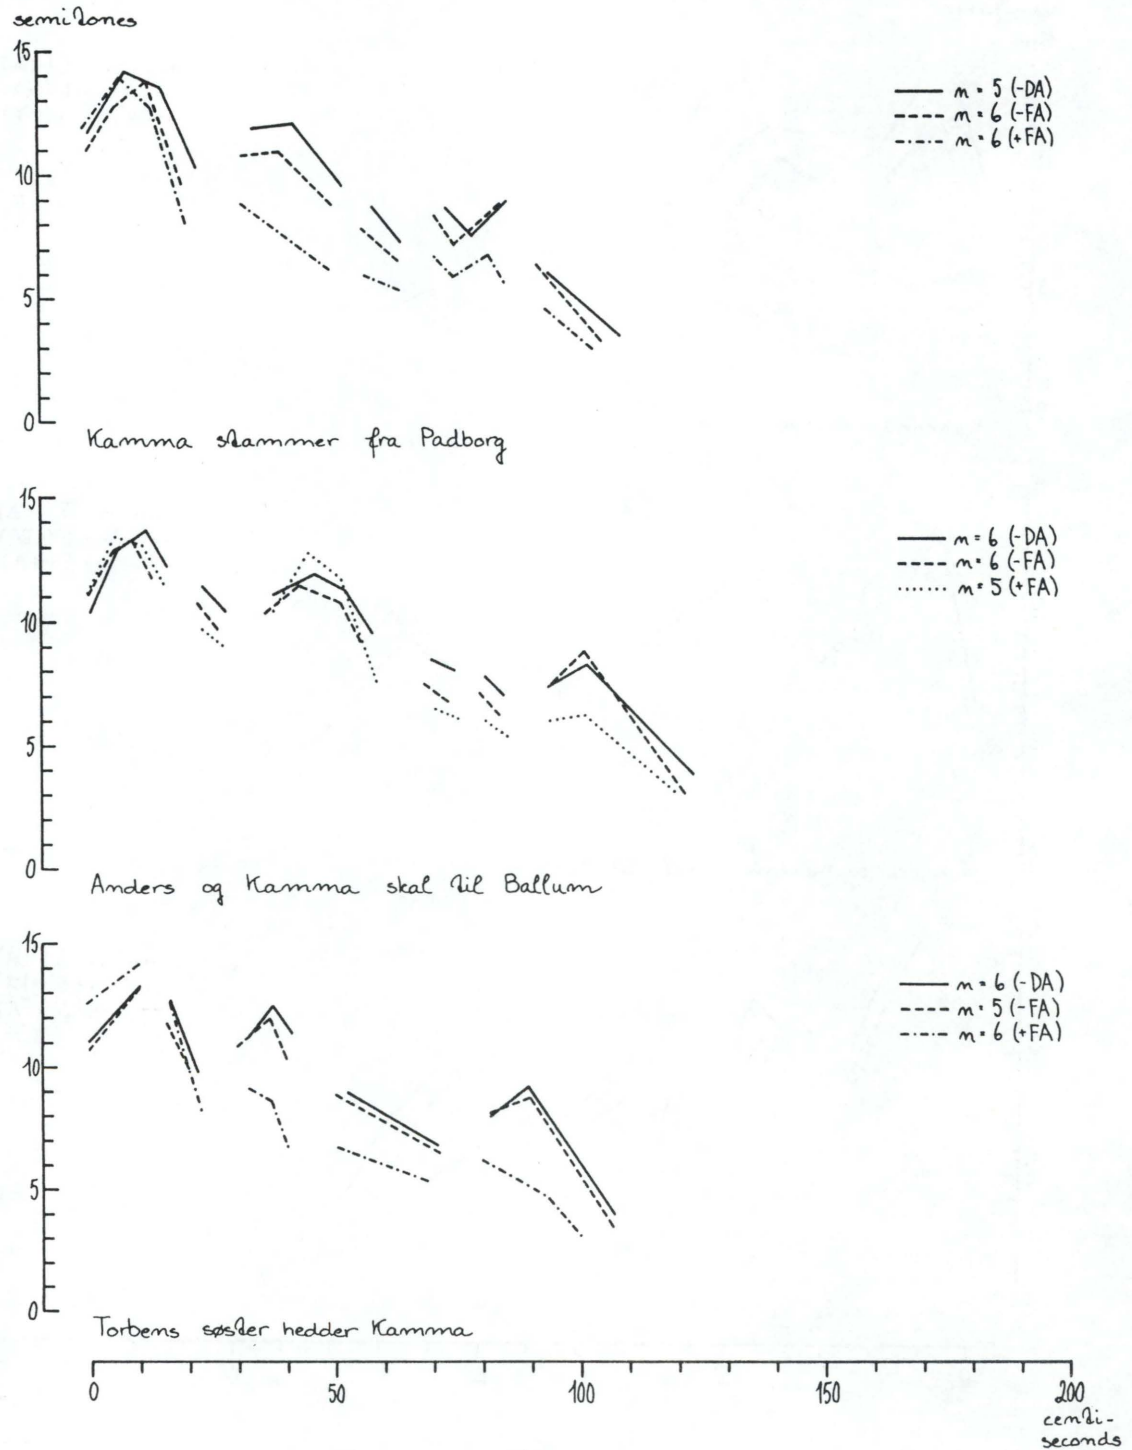 semitones
15
n = 5 (-DA)
n = 6 (-FA)
n = 6 (+FA)
10
5
0
Kamma stammer fra Padborg
15
n = 6 (-DA)
n = 6 (-FA)
n = 5 (+FA)
10
5
0
Anders og Kamma skal til Ballum
15
n = 6 (-DA)
n = 5 (-FA)
n = 6 (+FA)
10
5
0
Torbens søster hedder Kamma
0 50 100 150 200
centi-
seconds